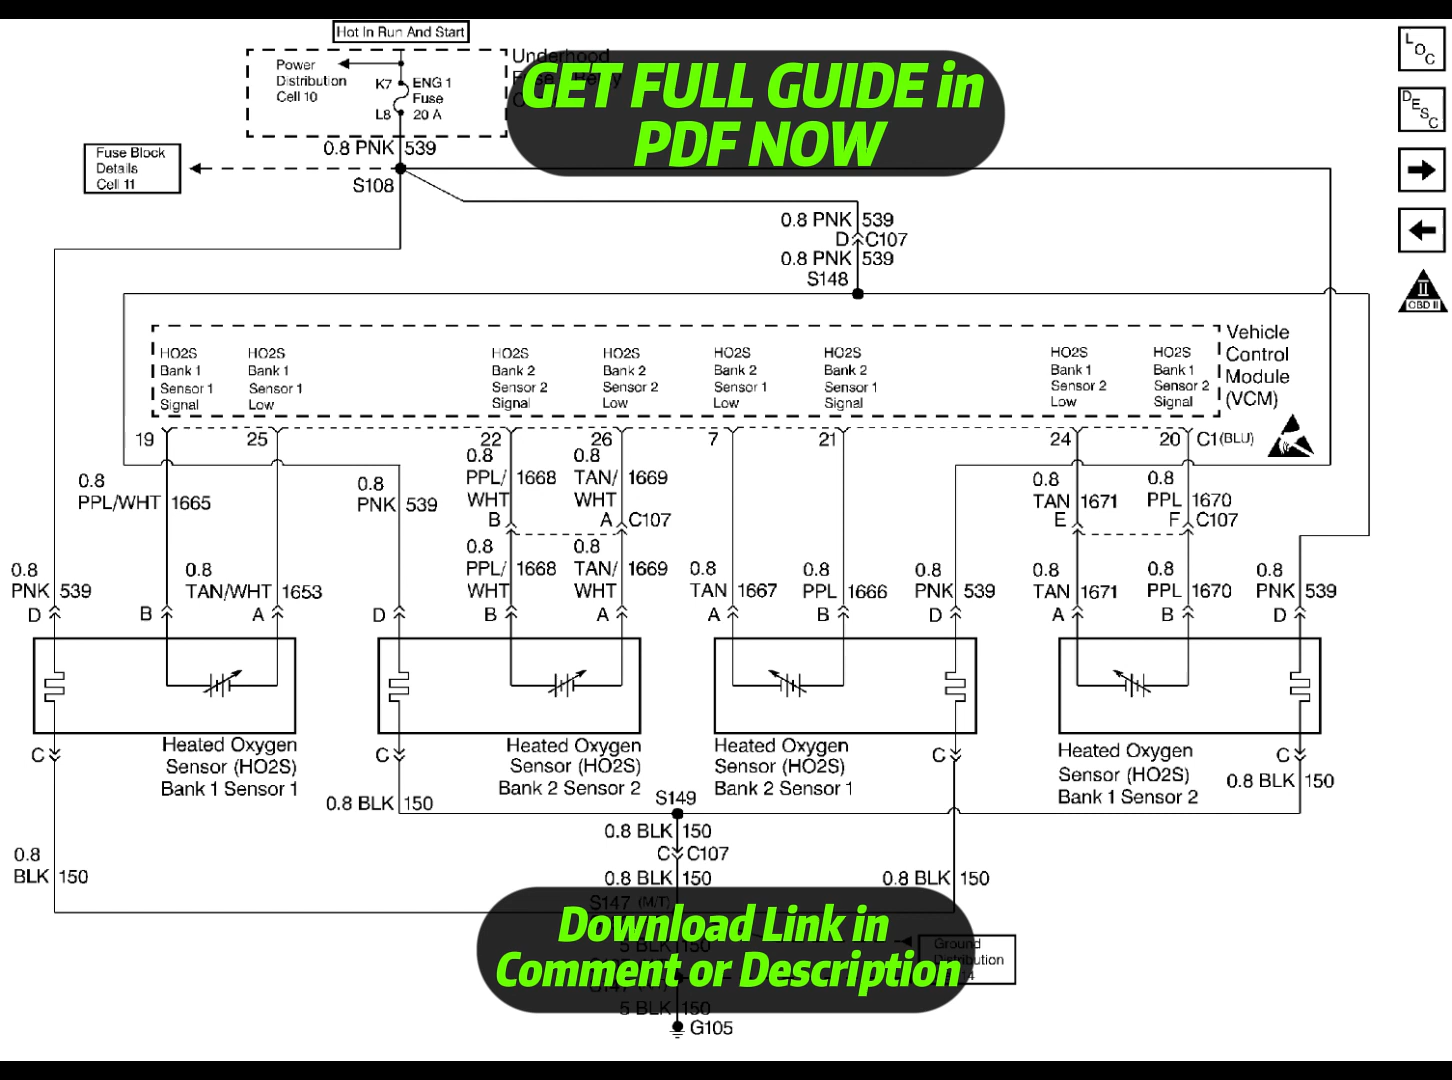 Hot In Run And Start
Power
Distribution
Cell 10
K7
ENG 1
Fuse
L8
20 A
Underhood
GET FULL GUIDE in
PDF NOW
L
O
C
D
E
S
C
II
OBD II
0.8 PNK 539
Fuse Block
Details
Cell 11
S108
0.8 PNK 539
D C107
0.8 PNK 539
S148
Vehicle
Control
Module
(VCM)
HO2S
Bank 1
Sensor 1
Signal
HO2S
Bank 1
Sensor 1
Low
HO2S
Bank 2
Sensor 2
Signal
HO2S
Bank 2
Sensor 2
Low
HO2S
Bank 2
Sensor 1
Low
HO2S
Bank 2
Sensor 1
Signal
HO2S
Bank 1
Sensor 2
Low
HO2S
Bank 1
Sensor 2
Signal
19 25 22 26 7 21 24 20 C1 (BLU)
0.8
PPL/WHT 1665
0.8
PNK 539
0.8
PPL/ 1668
WHT
B
0.8
TAN/ 1669
WHT
A C107
0.8
TAN 1671
E
0.8
PPL 1670
F C107
0.8
PNK 539
D
B
0.8
TAN/WHT 1653
A
D
0.8
PPL/ 1668
WHT
B
0.8
TAN/ 1669
WHT
A
0.8
TAN 1667
A
0.8
PPL 1666
B
0.8
PNK 539
D
0.8
TAN 1671
A
0.8
PPL 1670
B
0.8
PNK 539
D
C
Heated Oxygen
Sensor (HO2S)
Bank 1 Sensor 1
C
Heated Oxygen
Sensor (HO2S)
Bank 2 Sensor 2
Heated Oxygen
Sensor (HO2S)
Bank 2 Sensor 1
C
Heated Oxygen
Sensor (HO2S)
Bank 1 Sensor 2
C
0.8 BLK 150
0.8 BLK 150
S149
0.8 BLK 150
C C107
0.8 BLK 150
0.8
BLK 150
0.8 BLK 150
S147 (M/T)
Download Link in
Comment or Description
5 BLK 150
Ground
Distribution
5 BLK 150
G105